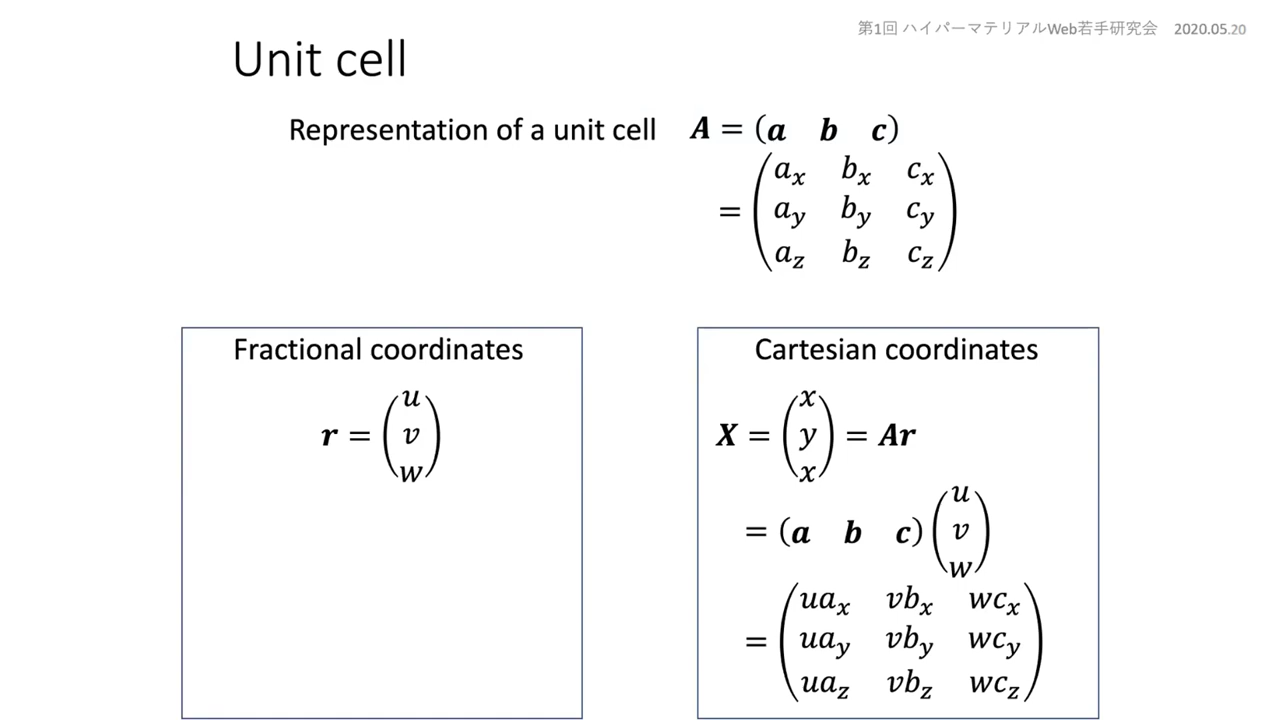 第1回 ハイパーマテリアルWeb若手研究会 2020.05.20
Unit cell
Representation of a unit cell A = (a b c)
= (a_x b_x c_x
a_y b_y c_y
a_z b_z c_z)
Fractional coordinates
r = (u
v
w)
Cartesian coordinates
X = (x
y
x) = Ar
= (a b c) (u
v
w)
= (ua_x vb_x wc_x
ua_y vb_y wc_y
ua_z vb_z wc_z)